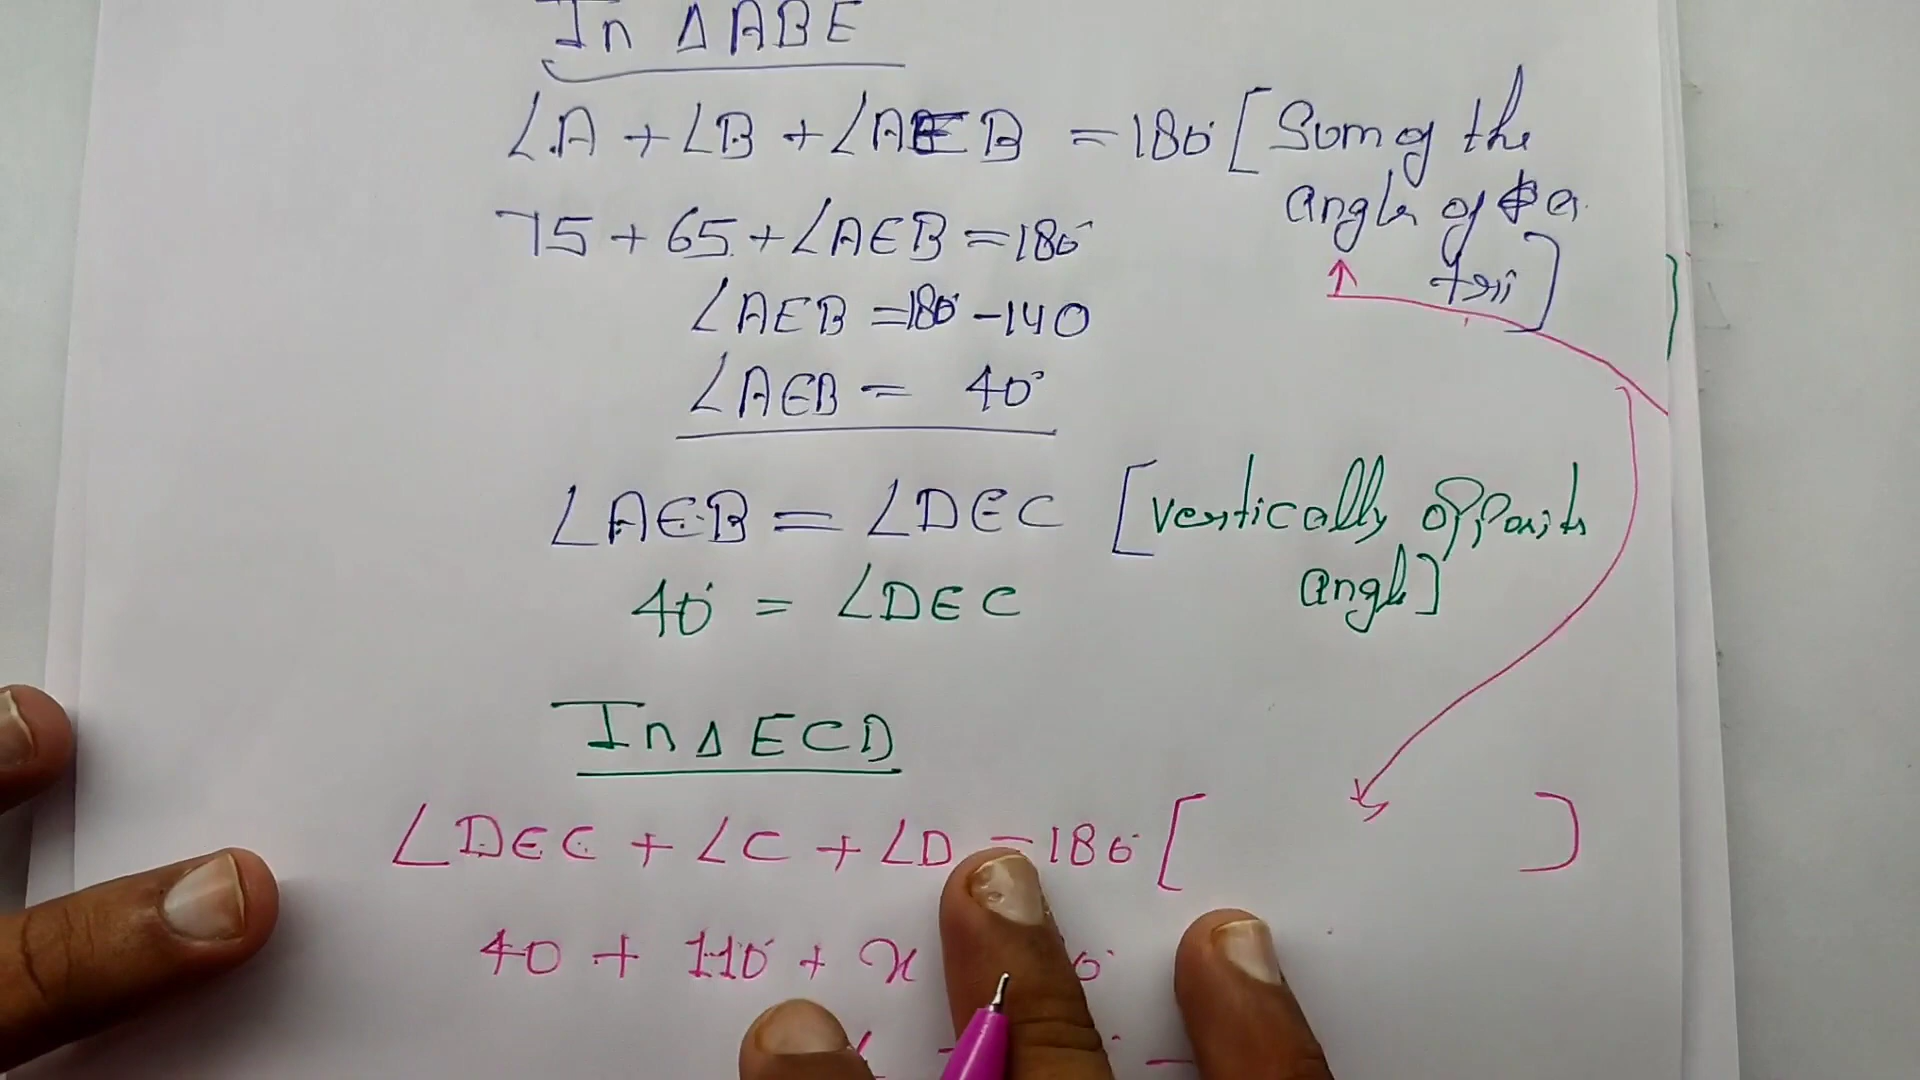 In ΔABE
∠A + ∠B + ∠AEB = 180° [Sum of the
angle of a
tri]
75 + 65 + ∠AEB = 180°
∠AEB = 180° - 140
∠AEB = 40°
∠AEB = ∠DEC [vertically opposite
angle]
40° = ∠DEC
In Δ ECD
∠DEC + ∠C + ∠D = 180° [ ]
40 + 110° + x